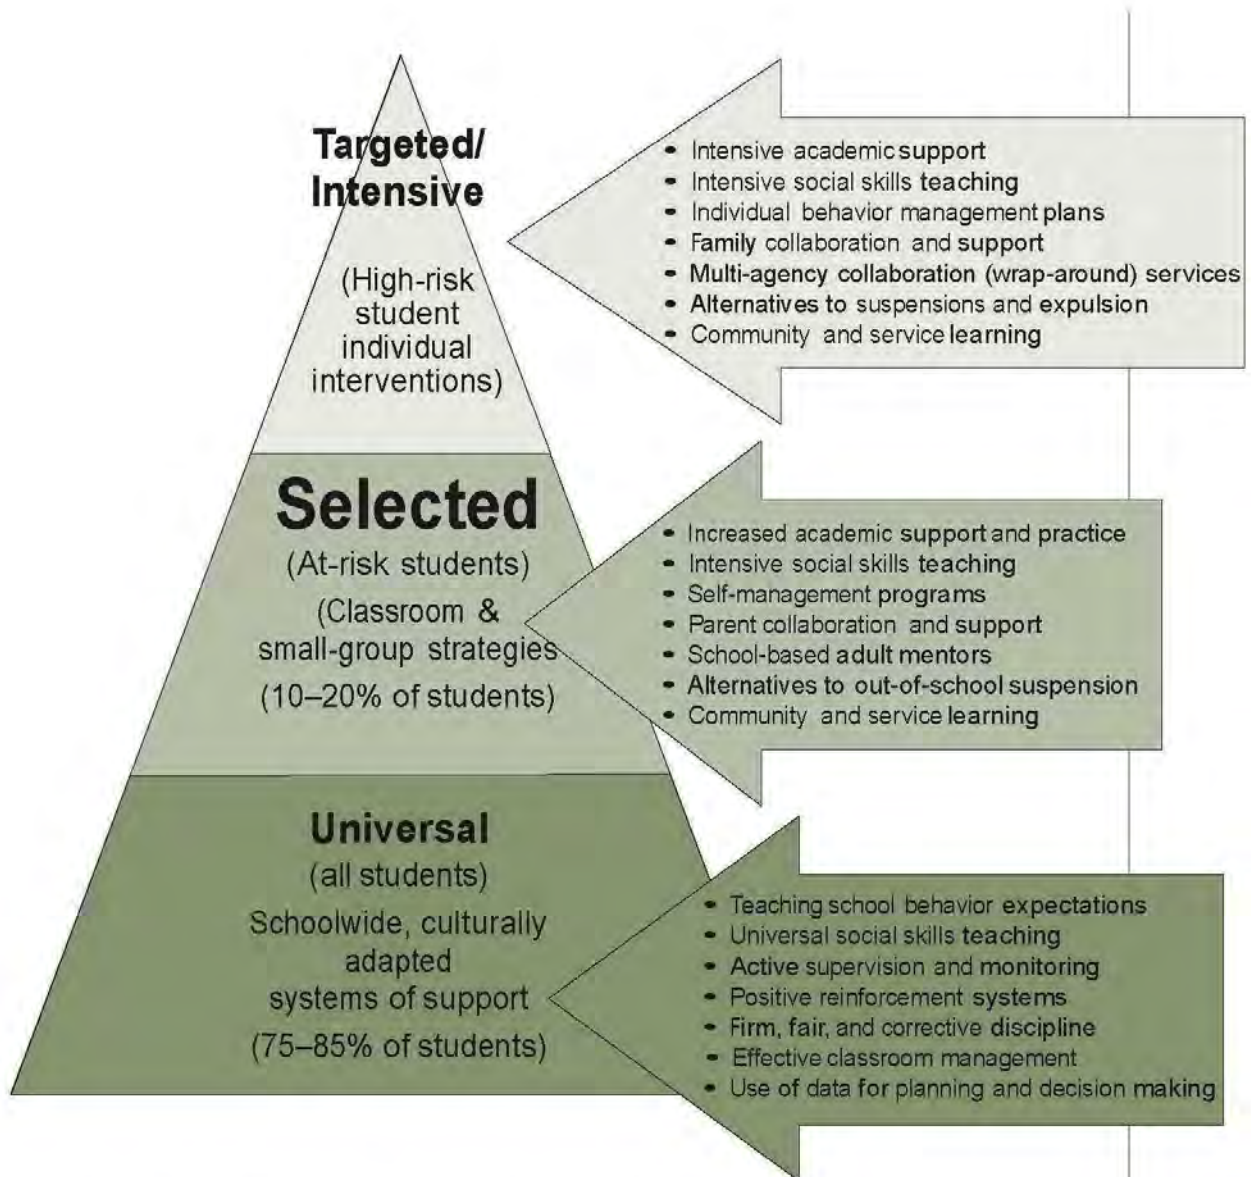 Targeted/
Intensive
(High-risk
student
individual
interventions)
• Intensive academic support
• Intensive social skills teaching
• Individual behavior management plans
• Family collaboration and support
• Multi-agency collaboration (wrap-around) services
• Alternatives to suspensions and expulsion
• Community and service learning
Selected
(At-risk students)
(Classroom &
small-group strategies
(10–20% of students)
• Increased academic support and practice
• Intensive social skills teaching
• Self-management programs
• Parent collaboration and support
• School-based adult mentors
• Alternatives to out-of-school suspension
• Community and service learning
Universal
(all students)
Schoolwide, culturally
adapted
systems of support
(75–85% of students)
• Teaching school behavior expectations
• Universal social skills teaching
• Active supervision and monitoring
• Positive reinforcement systems
• Firm, fair, and corrective discipline
• Effective classroom management
• Use of data for planning and decision making